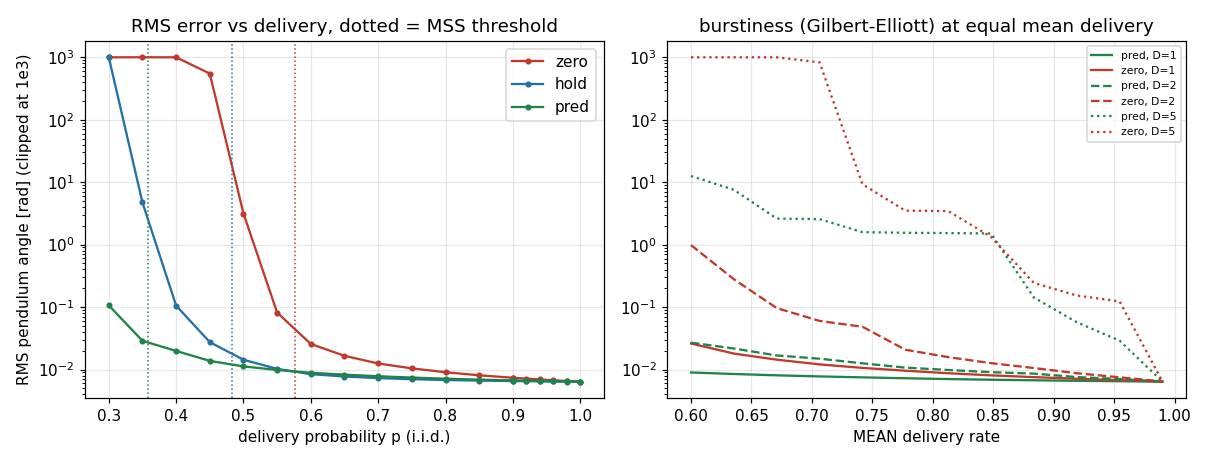 RMS error vs delivery, dotted = MSS threshold
RMS pendulum angle [rad] (clipped at 1e3)
10³
10²
10¹
10⁰
10⁻¹
10⁻²
zero
hold
pred
0.3 0.4 0.5 0.6 0.7 0.8 0.9 1.0
delivery probability p (i.i.d.)
burstiness (Gilbert-Elliott) at equal mean delivery
10³
10²
10¹
10⁰
10⁻¹
10⁻²
pred, D=1
zero, D=1
pred, D=2
zero, D=2
pred, D=5
zero, D=5
0.60 0.65 0.70 0.75 0.80 0.85 0.90 0.95 1.00
MEAN delivery rate